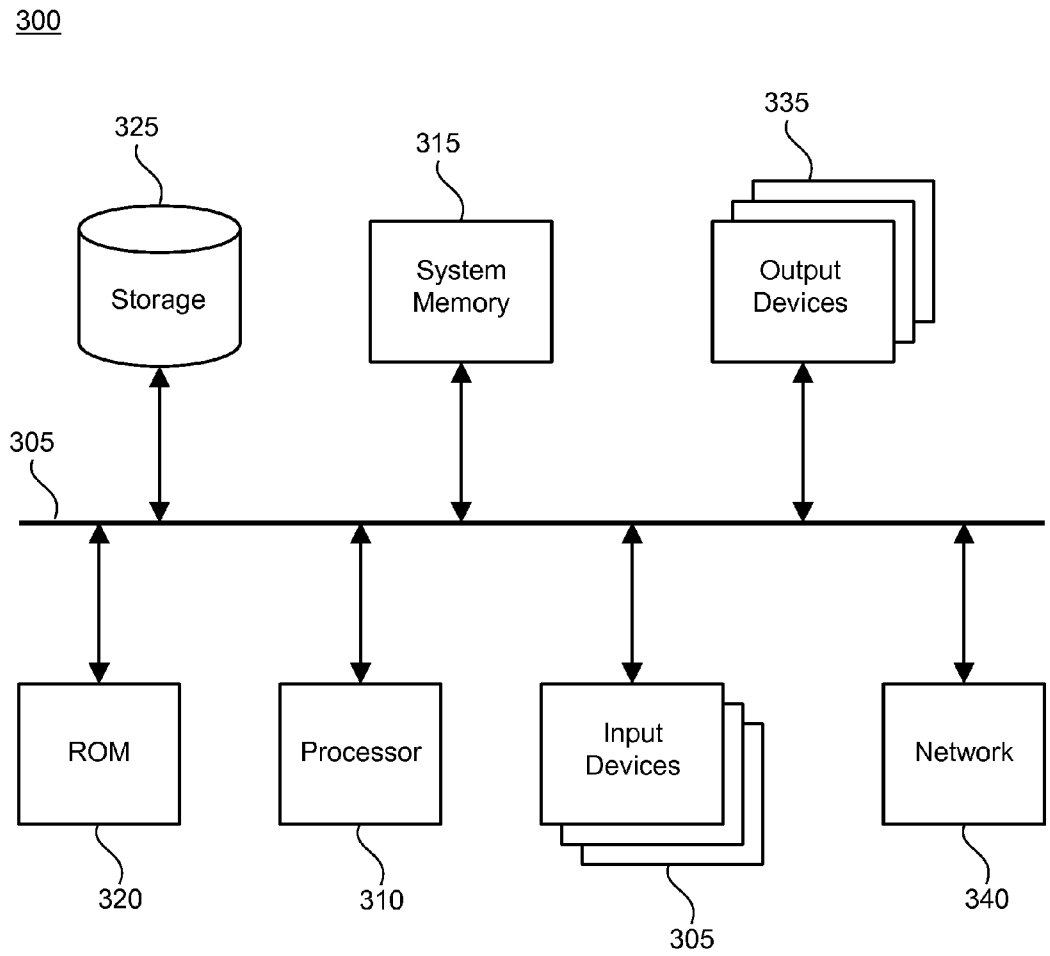 300
325
315
335
Storage
System
Memory
Output
Devices
305
ROM
Processor
Input
Devices
Network
320
310
305
340